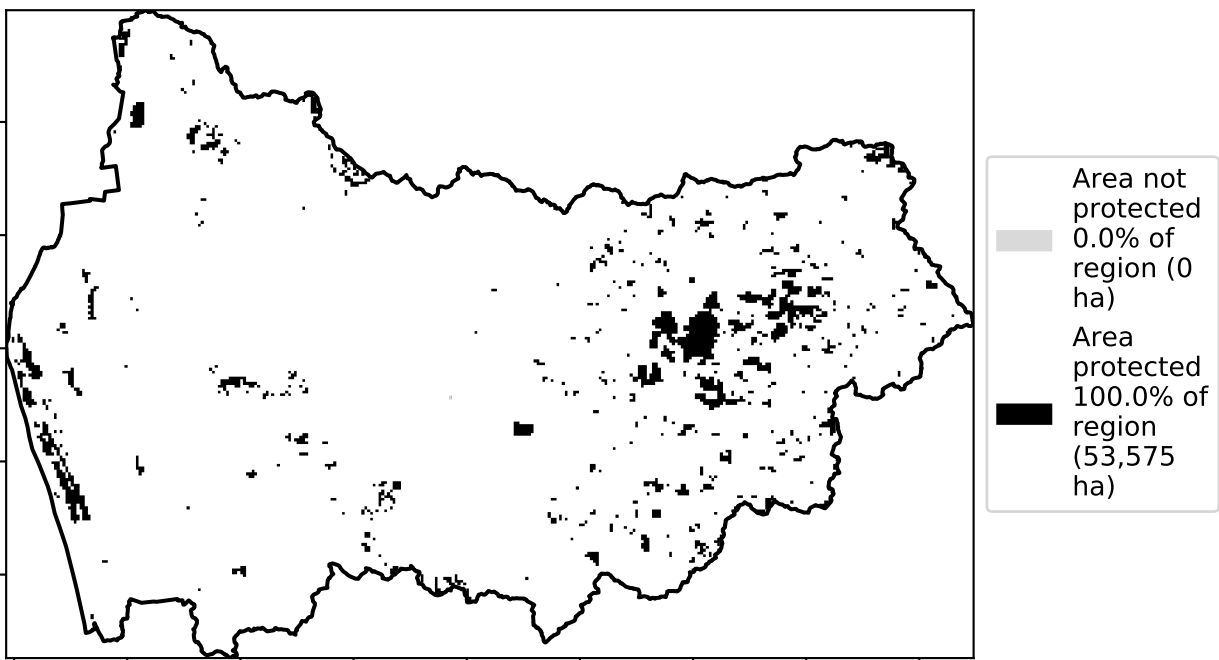 Area not
protected
0.0% of
region (0
ha)
Area
protected
100.0% of
region
(53,575
ha)